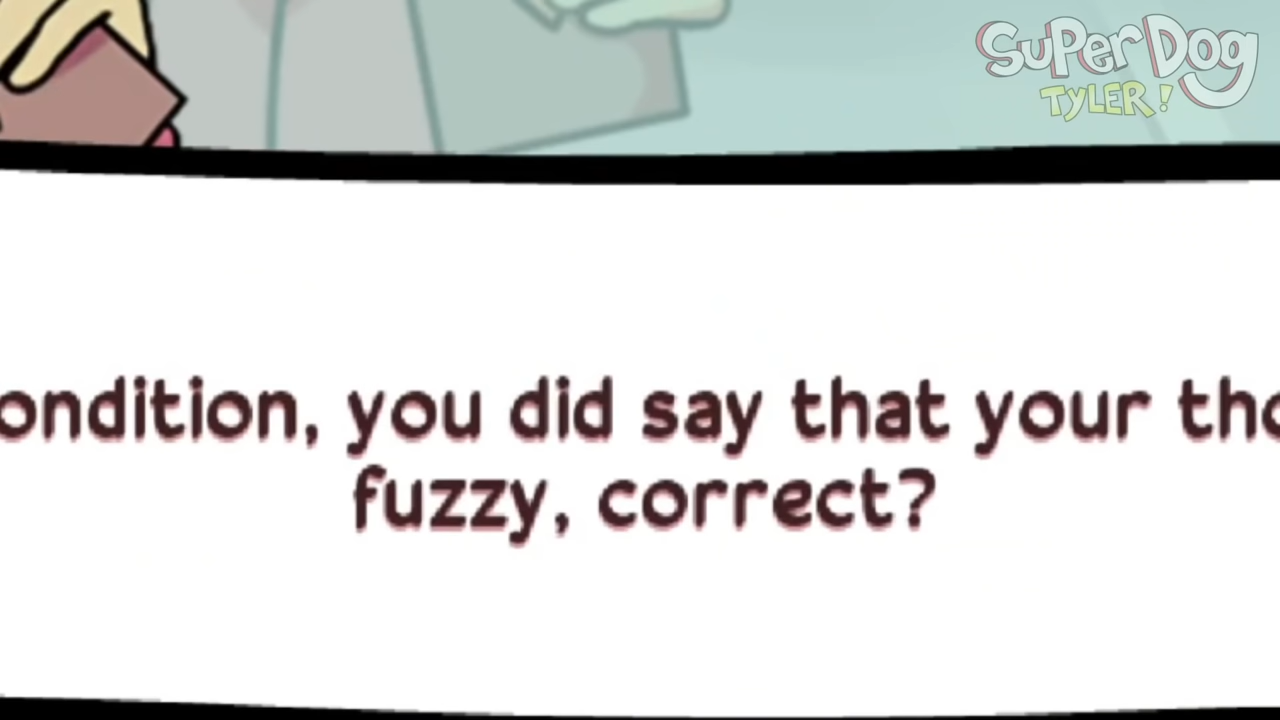 SuPer Dog
TYLER!
ondition, you did say that your tho
fuzzy, correct?